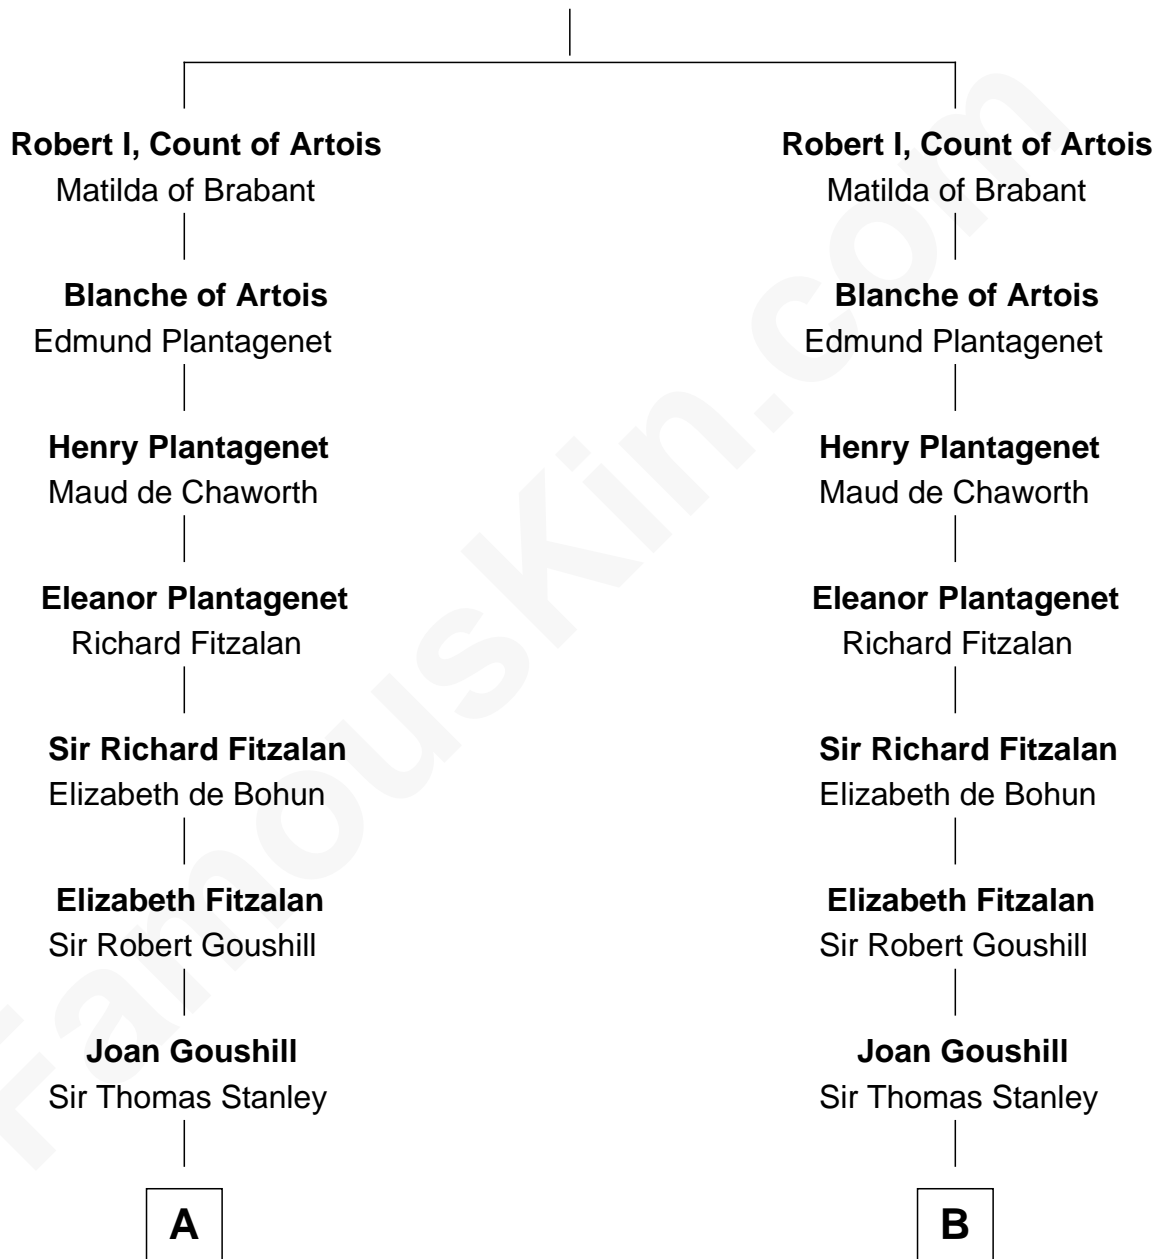 Robert I, Count of Artois
Matilda of Brabant
Blanche of Artois
Edmund Plantagenet
Henry Plantagenet
Maud de Chaworth
Eleanor Plantagenet
Richard Fitzalan
Sir Richard Fitzalan
Elizabeth de Bohun
Elizabeth Fitzalan
Sir Robert Goushill
Joan Goushill
Sir Thomas Stanley
A
Robert I, Count of Artois
Matilda of Brabant
Blanche of Artois
Edmund Plantagenet
Henry Plantagenet
Maud de Chaworth
Eleanor Plantagenet
Richard Fitzalan
Sir Richard Fitzalan
Elizabeth de Bohun
Elizabeth Fitzalan
Sir Robert Goushill
Joan Goushill
Sir Thomas Stanley
B
FamousKin.com